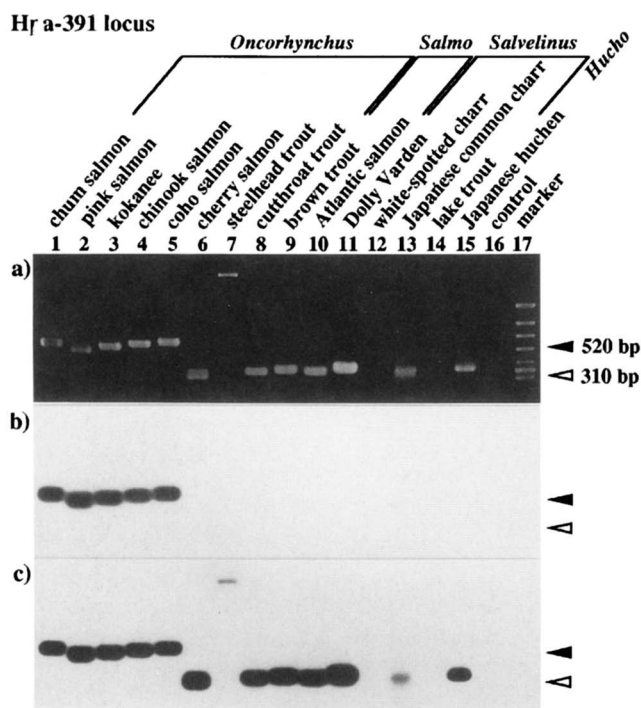 Hpa-391 locus
Oncorhynchus
Salmo
Salvelinus
Hucho
chum salmon
pink salmon
kokanee
chinook salmon
coho salmon
cherry salmon
steelhead trout
cutthroat trout
brown trout
Atlantic salmon
Dolly Varden
white-spotted charr
Japanese common charr
lake trout
Japanese huchen
control
marker
1 2 3 4 5 6 7 8 9 10 11 12 13 14 15 16 17
a)
520 bp
310 bp
b)
c)